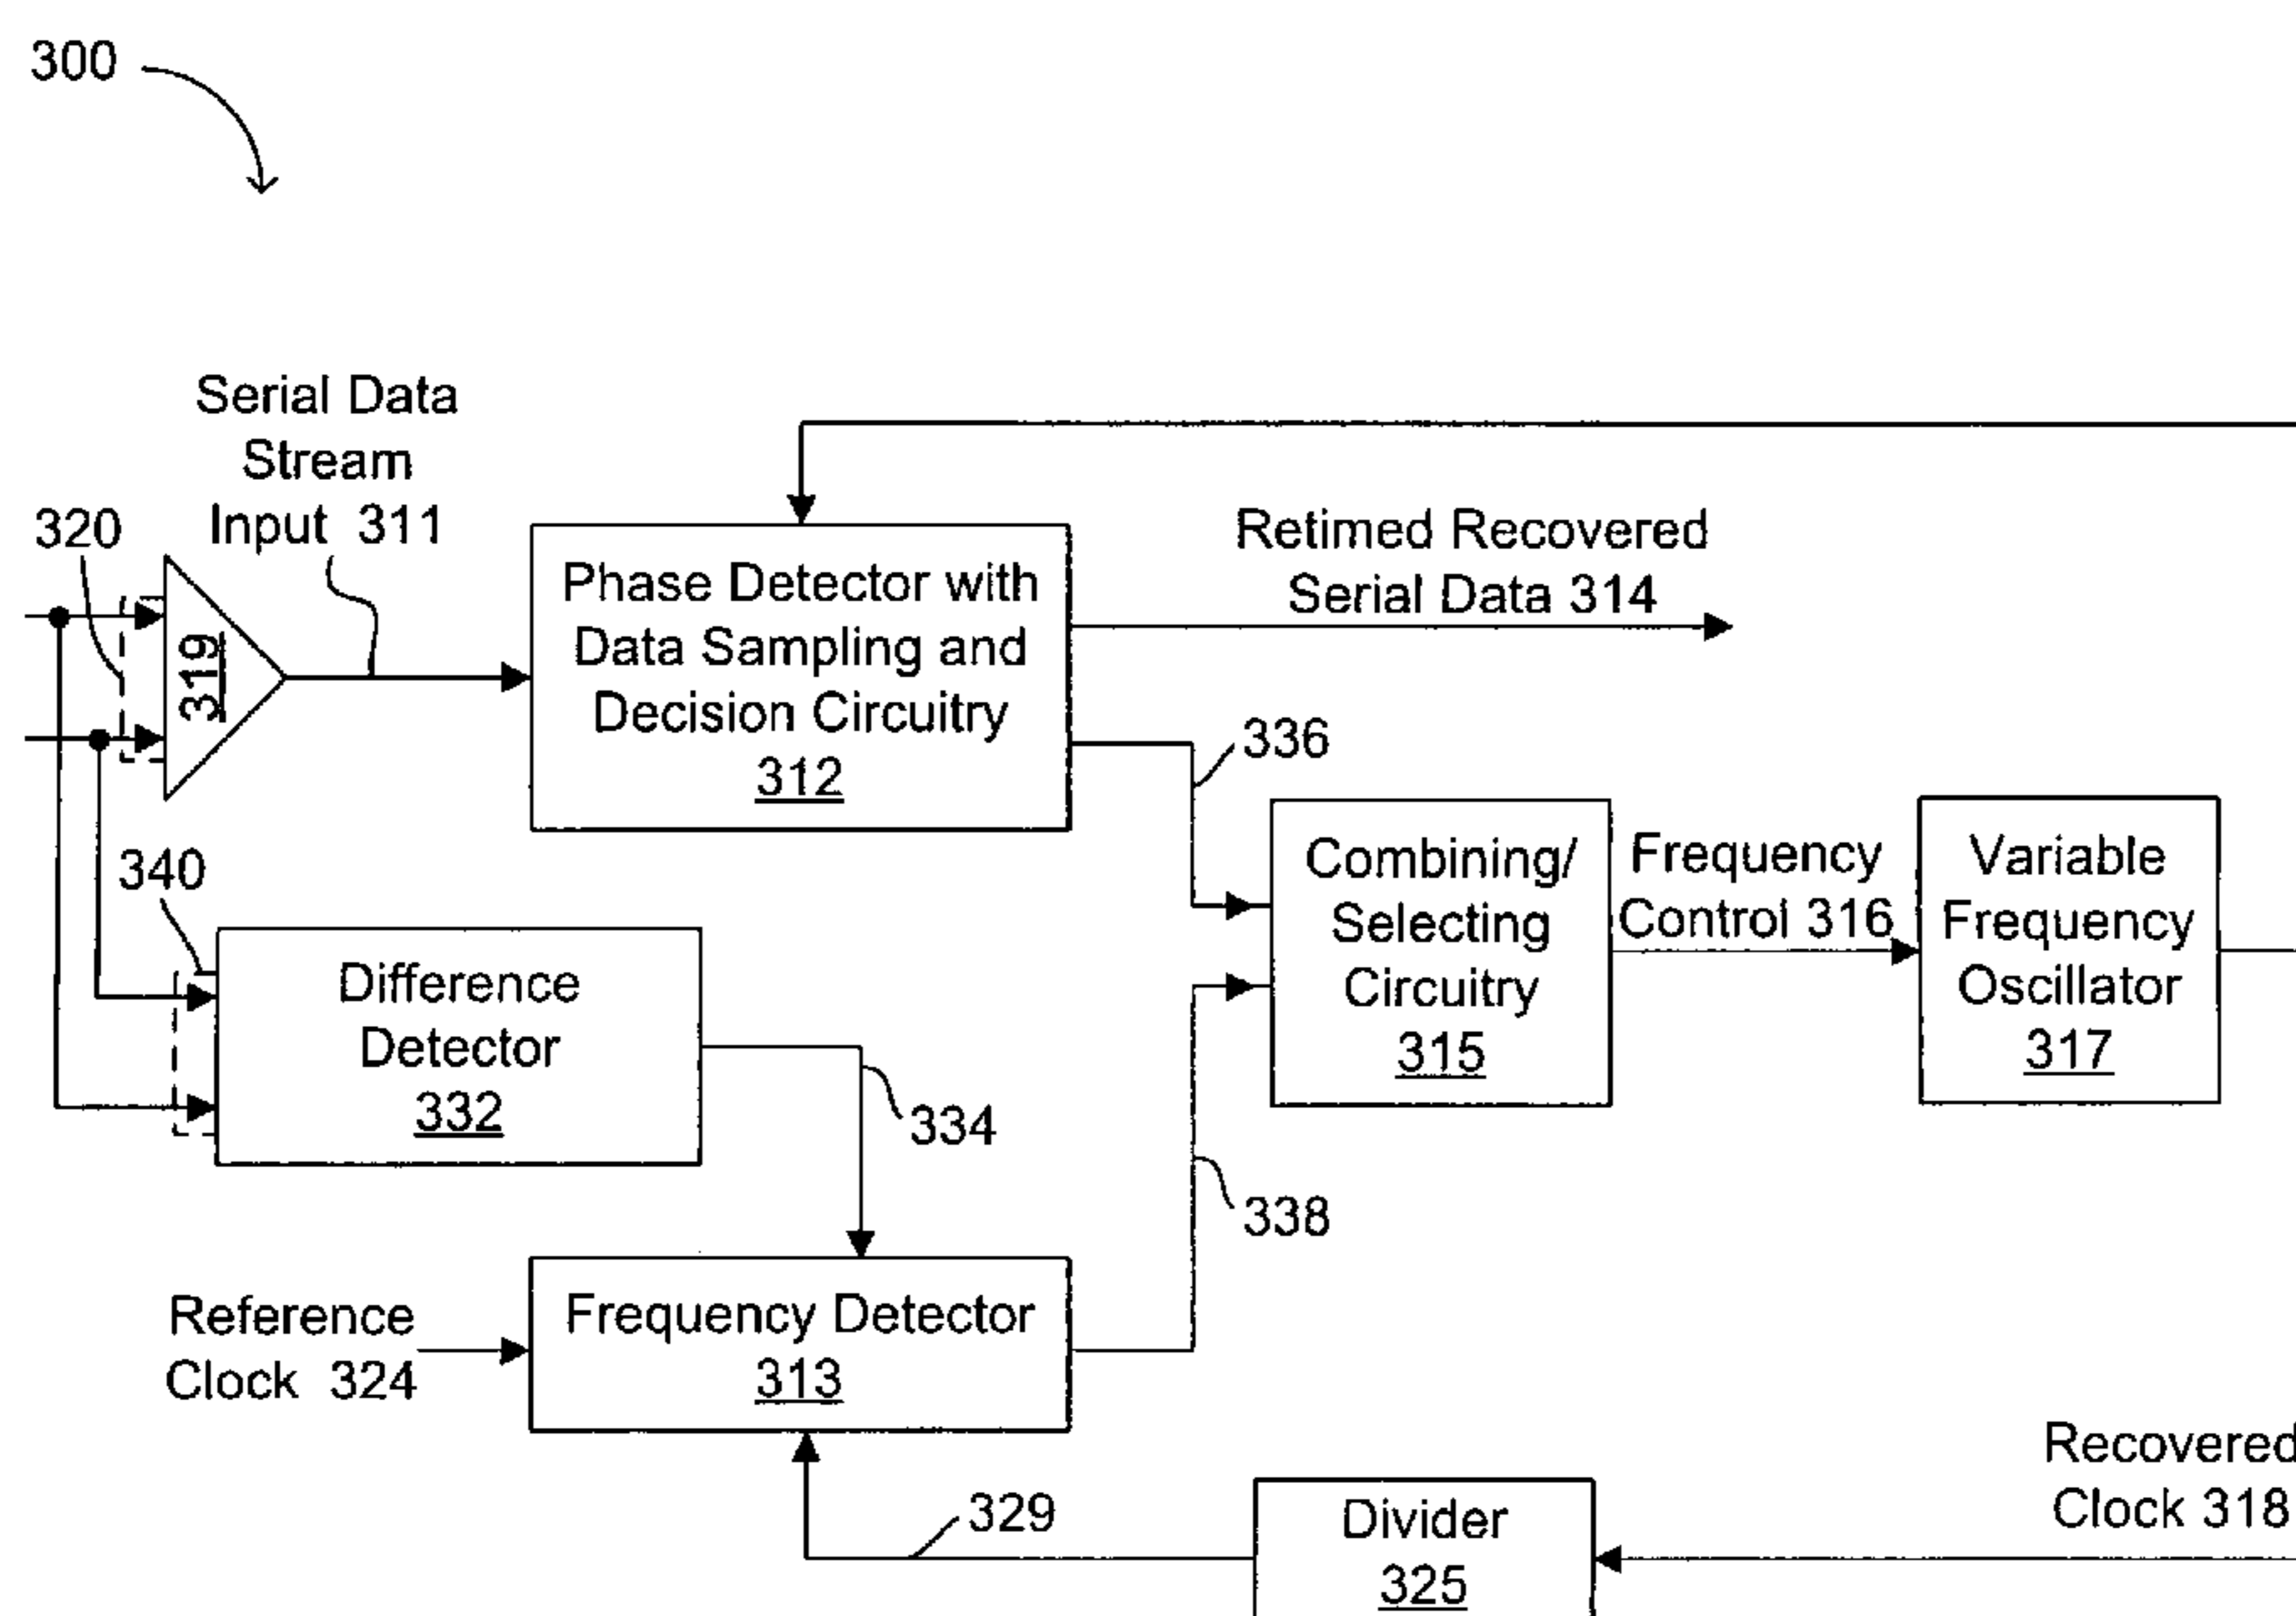 300
Serial Data
Stream
Input 311
320
319
Phase Detector with
Data Sampling and
Decision Circuitry
312
Retimed Recovered
Serial Data 314
336
340
Difference
Detector
332
334
Combining/
Selecting
Circuitry
315
Frequency
Control 316
Variable
Frequency
Oscillator
317
338
Reference
Clock 324
Frequency Detector
313
329
Divider
325
Recovered
Clock 318